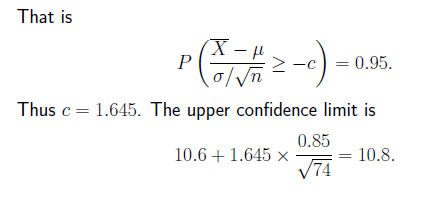 That is
P( (X̅ − μ)/(σ/√n) ≥ −c ) = 0.95.
Thus c = 1.645. The upper confidence limit is
10.6 + 1.645 × 0.85/√74 = 10.8.